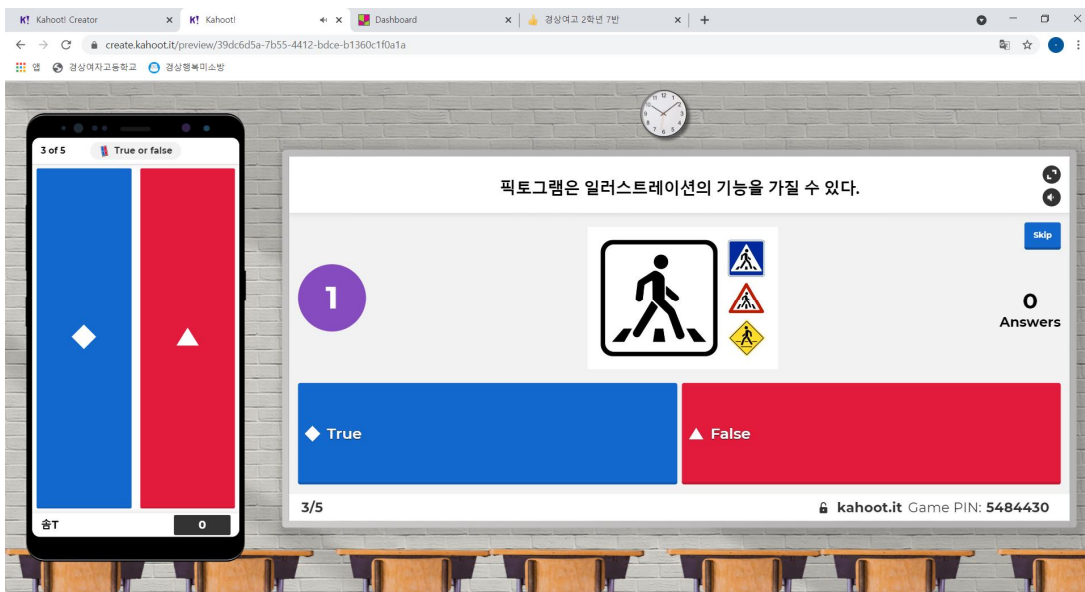 Kahoot! Creator
Kahoot!
Dashboard
경상여고 2학년 7반
create.kahoot.it/preview/39dc6d5a-7b55-4412-bdce-b1360c1f0a1a
앱 경상여자고등학교 경상행복미소방
3 of 5 True or false
픽토그램은 일러스트레이션의 기능을 가질 수 있다.
Skip
1
0
Answers
True
False
3/5
kahoot.it Game PIN: 5484430
솜T
0